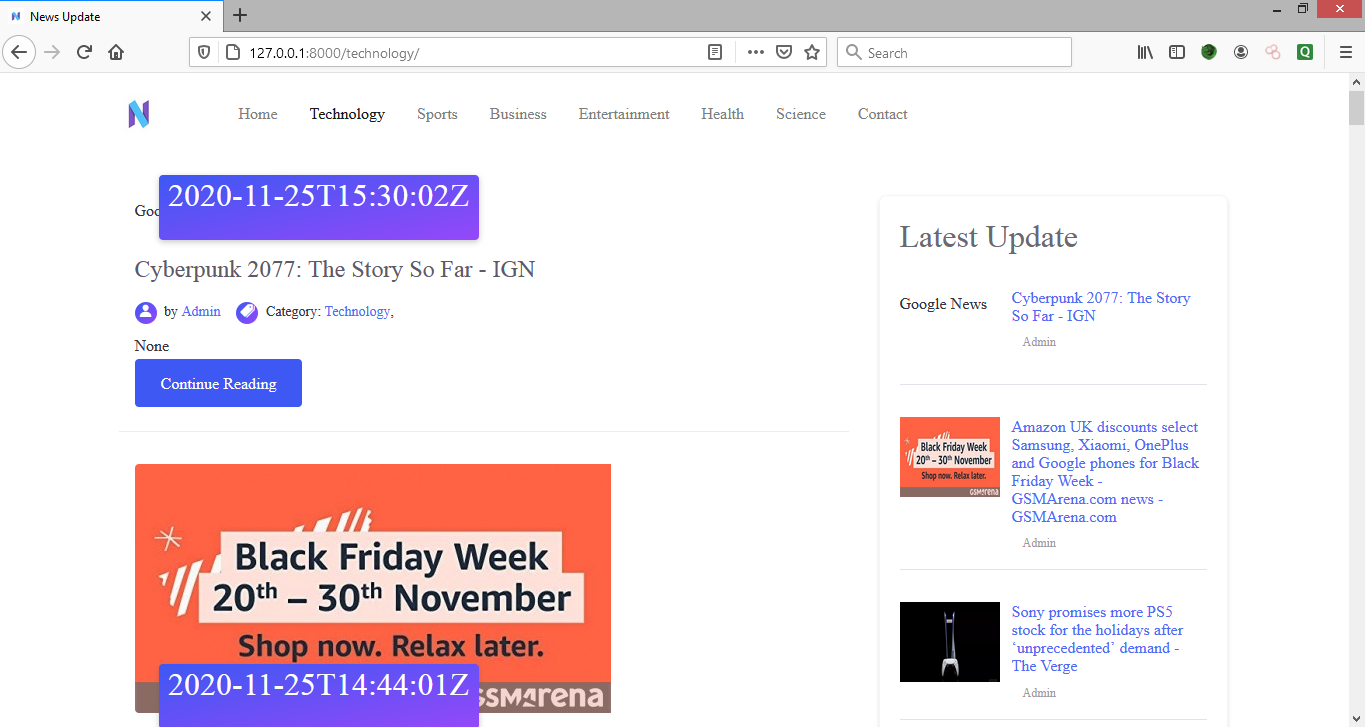 News Update
127.0.0.1:8000/technology/
Search
Home Technology Sports Business Entertainment Health Science Contact
2020-11-25T15:30:02Z
Cyberpunk 2077: The Story So Far - IGN
by Admin Category: Technology,
None
Continue Reading
Black Friday Week
20th – 30th November
Shop now. Relax later.
GSMArena
2020-11-25T14:44:01Z
Latest Update
Google News
Cyberpunk 2077: The Story
So Far - IGN
Admin
Black Friday Week
20th – 30th November
Shop now. Relax later.
GSMArena
Amazon UK discounts select
Samsung, Xiaomi, OnePlus
and Google phones for Black
Friday Week -
GSMArena.com news -
GSMArena.com
Admin
Sony promises more PS5
stock for the holidays after
‘unprecedented’ demand -
The Verge
Admin